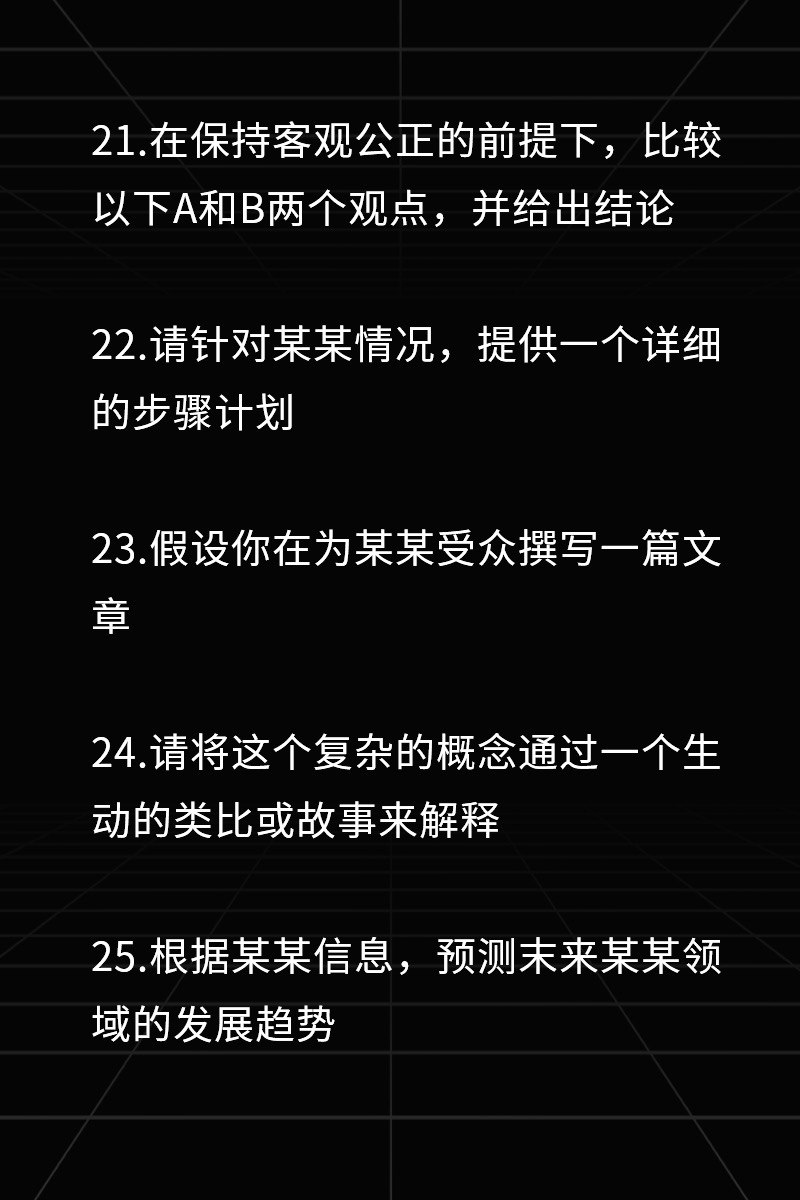 21.在保持客观公正的前提下，比较
以下A和B两个观点，并给出结论
22.请针对某某情况，提供一个详细
的步骤计划
23.假设你在为某某受众撰写一篇文
章
24.请将这个复杂的概念通过一个生
动的类比或故事来解释
25.根据某某信息，预测末来某某领
域的发展趋势